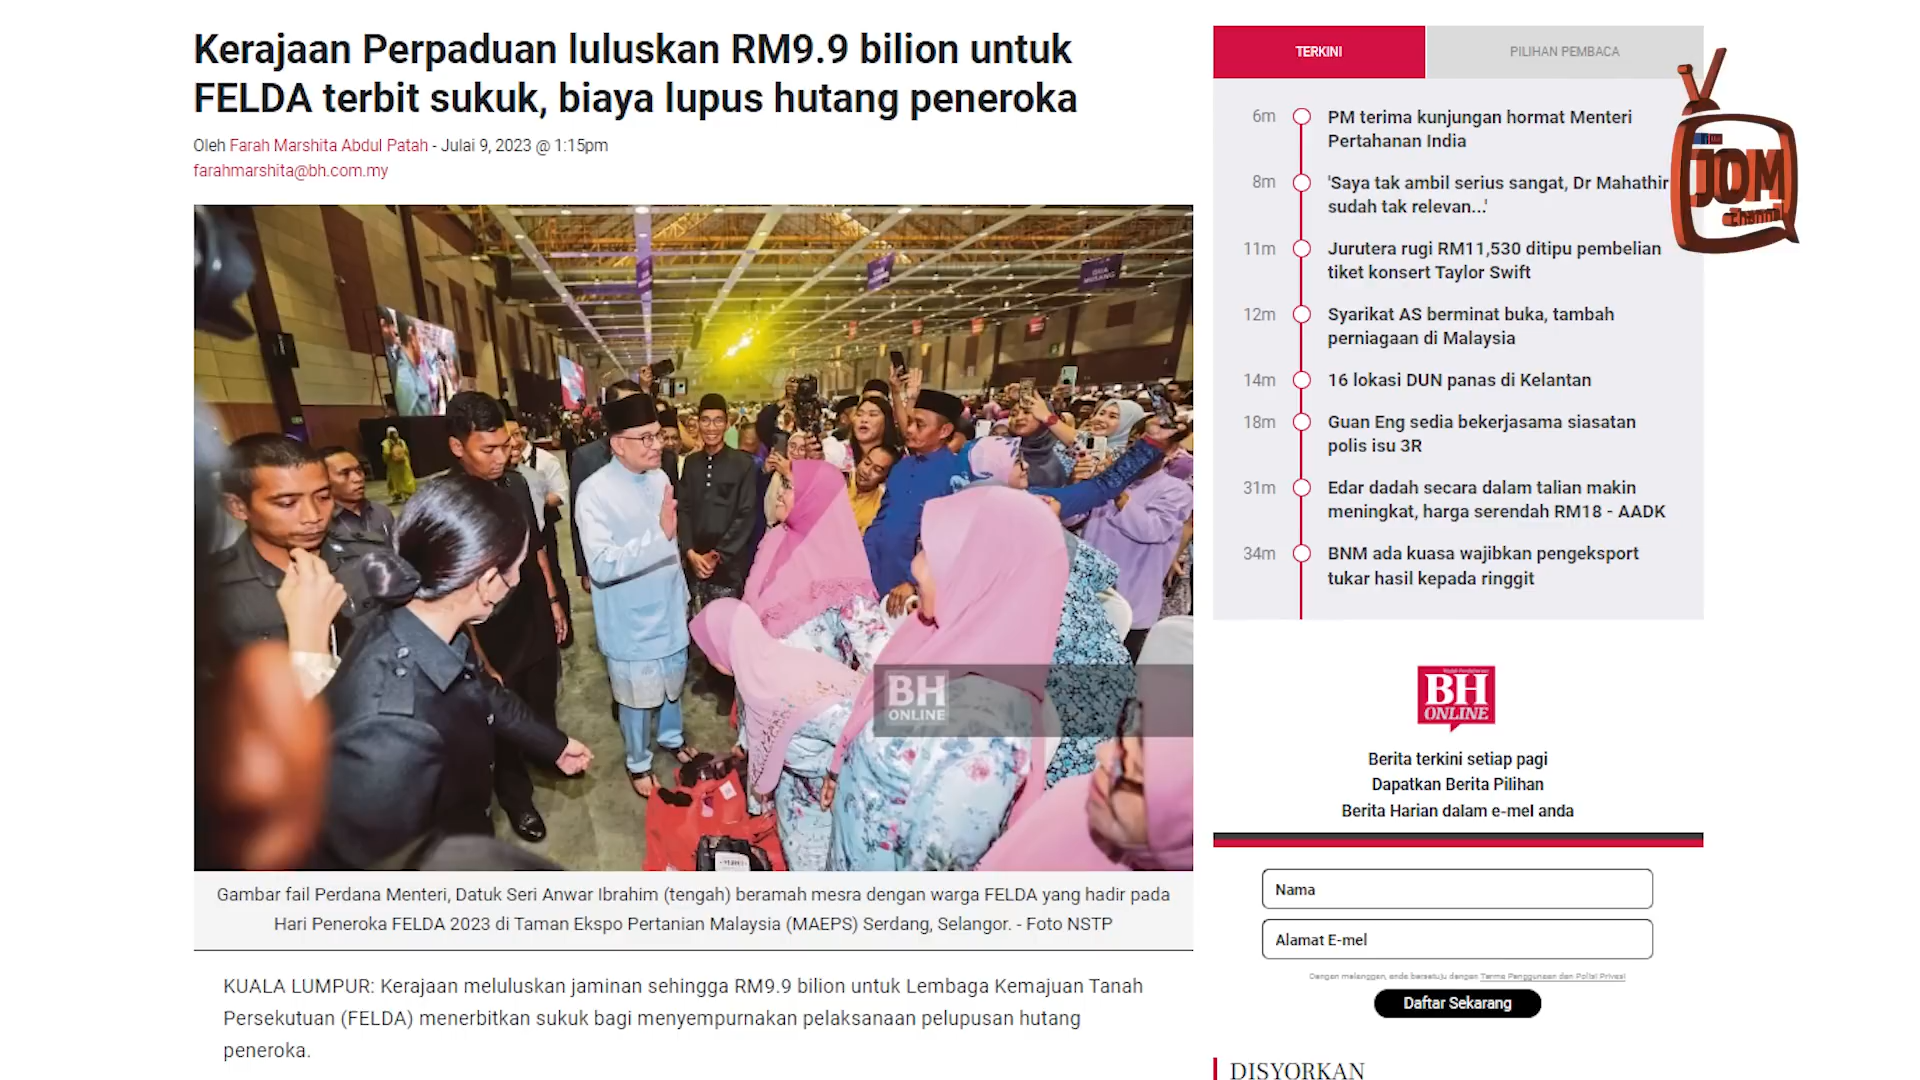 Kerajaan Perpaduan luluskan RM9.9 bilion untuk
FELDA terbit sukuk, biaya lupus hutang peneroka
Oleh Farah Marshita Abdul Patah - Julai 9, 2023 @ 1:15pm
farahmarshita@bh.com.my
BH
ONLINE
Gambar fail Perdana Menteri, Datuk Seri Anwar Ibrahim (tengah) beramah mesra dengan warga FELDA yang hadir pada
Hari Peneroka FELDA 2023 di Taman Ekspo Pertanian Malaysia (MAEPS) Serdang, Selangor. - Foto NSTP
KUALA LUMPUR: Kerajaan meluluskan jaminan sehingga RM9.9 bilion untuk Lembaga Kemajuan Tanah
Persekutuan (FELDA) menerbitkan sukuk bagi menyempurnakan pelaksanaan pelupusan hutang
peneroka.
TERKINI
PILIHAN PEMBACA
JOM
channel
6m PM terima kunjungan hormat Menteri
Pertahanan India
8m 'Saya tak ambil serius sangat, Dr Mahathir
sudah tak relevan...'
11m Jurutera rugi RM11,530 ditipu pembelian
tiket konsert Taylor Swift
12m Syarikat AS berminat buka, tambah
perniagaan di Malaysia
14m 16 lokasi DUN panas di Kelantan
18m Guan Eng sedia bekerjasama siasatan
polis isu 3R
31m Edar dadah secara dalam talian makin
meningkat, harga serendah RM18 - AADK
34m BNM ada kuasa wajibkan pengeksport
tukar hasil kepada ringgit
BH
ONLINE
Berita terkini setiap pagi
Dapatkan Berita Pilihan
Berita Harian dalam e-mel anda
Nama
Alamat E-mel
Dengan melanggan, anda bersetuju dengan Terma Penggunaan dan Polisi Privasi
Daftar Sekarang
DISYORKAN